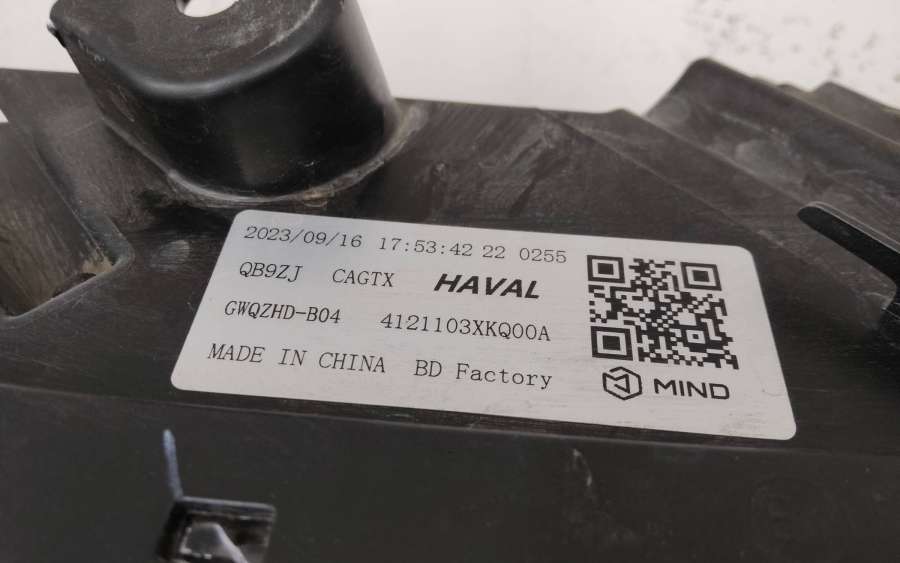 2023/09/16 17:53:42 22 0255
QB9ZJ CAGTX HAVAL
GWQZHD-B04 4121103XKQ00A
MADE IN CHINA BD Factory
MIND